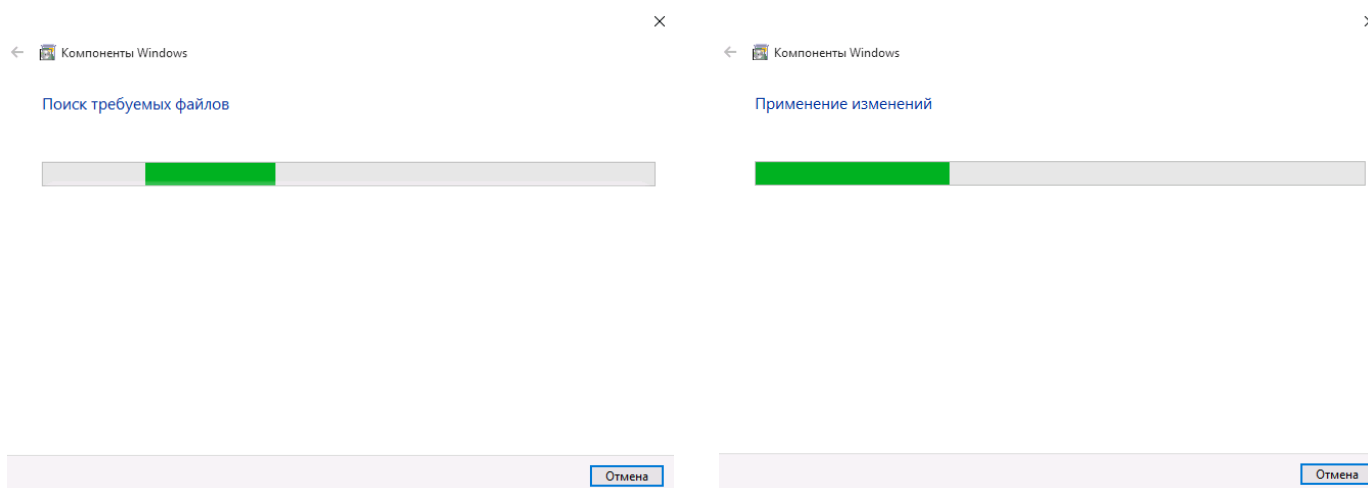 Компоненты Windows
Поиск требуемых файлов
Отмена
Компоненты Windows
Применение изменений
Отмена